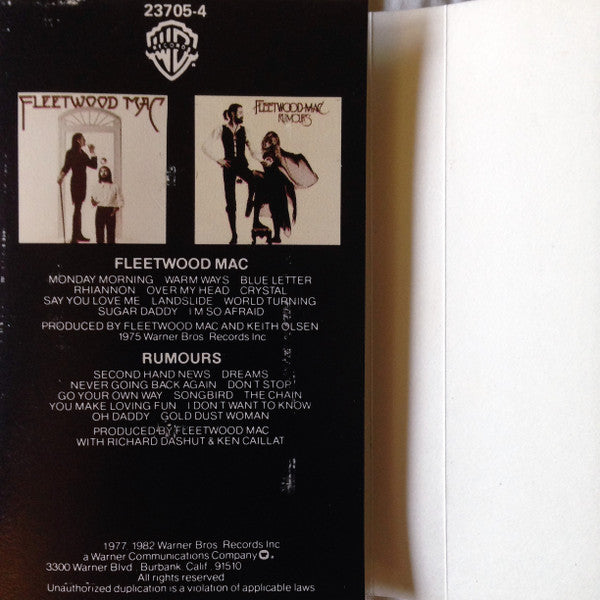 23705-4
WB
RECORDS
FLEETWOOD MAC
FLEETWOOD MAC
RUMOURS
FLEETWOOD MAC
MONDAY MORNING WARM WAYS BLUE LETTER
RHIANNON OVER MY HEAD CRYSTAL
SAY YOU LOVE ME LANDSLIDE WORLD TURNING
SUGAR DADDY I'M SO AFRAID
PRODUCED BY FLEETWOOD MAC AND KEITH OLSEN
1975 Warner Bros. Records Inc.
RUMOURS
SECOND HAND NEWS DREAMS
NEVER GOING BACK AGAIN DON'T STOP
GO YOUR OWN WAY SONGBIRD THE CHAIN
YOU MAKE LOVING FUN I DON'T WANT TO KNOW
OH DADDY GOLD DUST WOMAN
PRODUCED BY FLEETWOOD MAC
WITH RICHARD DASHUT & KEN CAILLAT
1977, 1982 Warner Bros. Records Inc.
a Warner Communications Company
3300 Warner Blvd., Burbank, Calif. 91510
All rights reserved
Unauthorized duplication is a violation of applicable laws